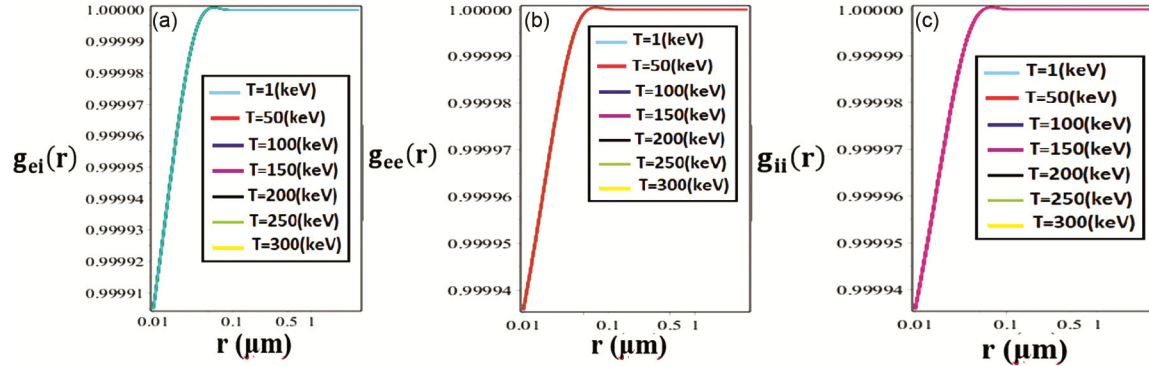 (a)
1.00000
0.99999
0.99998
0.99997
0.99996
0.99995
0.99994
0.99993
0.99992
0.99991
g_ei(r)
T=1(keV)
T=50(keV)
T=100(keV)
T=150(keV)
T=200(keV)
T=250(keV)
T=300(keV)
0.01 0.1 0.5 1
r (μm)
(b)
1.00000
0.99999
0.99998
0.99997
0.99996
0.99995
0.99994
g_ee(r)
T=1(keV)
T=50(keV)
T=100(keV)
T=150(keV)
T=200(keV)
T=250(keV)
T=300(keV)
0.01 0.1 0.5 1
r (μm)
(c)
1.00000
0.99999
0.99998
0.99997
0.99996
0.99995
0.99994
g_ii(r)
T=1(keV)
T=50(keV)
T=100(keV)
T=150(keV)
T=200(keV)
T=250(keV)
T=300(keV)
0.01 0.1 0.5 1
r (μm)